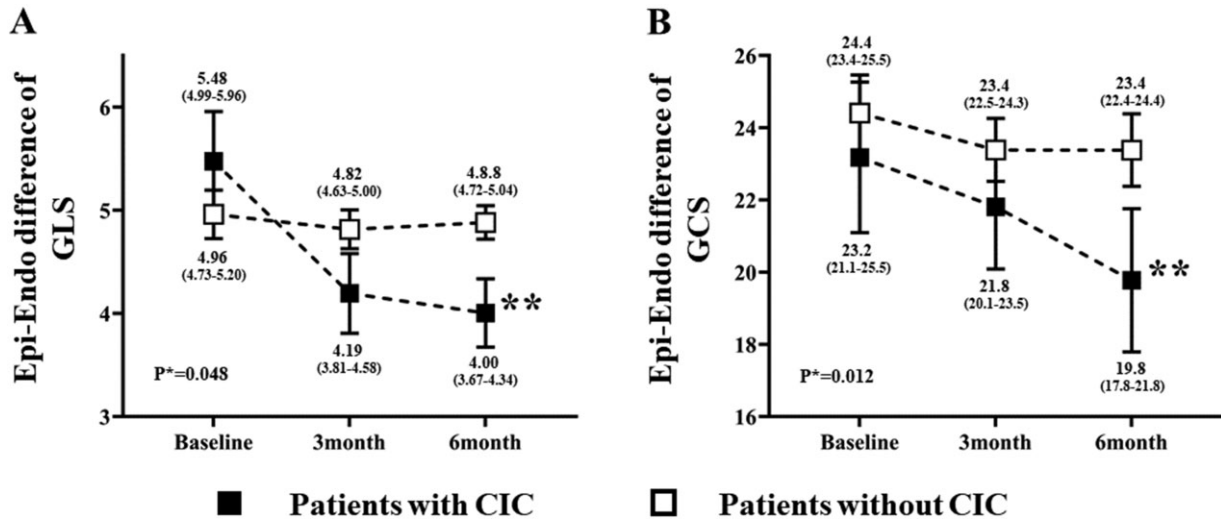 A
Epi-Endo difference of
GLS
6
5
4
3
5.48
(4.99-5.96)
4.96
(4.73-5.20)
4.82
(4.63-5.00)
4.19
(3.81-4.58)
4.8.8
(4.72-5.04)
**
4.00
(3.67-4.34)
P*=0.048
Baseline
3month
6month
B
Epi-Endo difference of
GCS
26
24
22
20
18
16
24.4
(23.4-25.5)
23.2
(21.1-25.5)
23.4
(22.5-24.3)
21.8
(20.1-23.5)
23.4
(22.4-24.4)
**
19.8
(17.8-21.8)
P*=0.012
Baseline
3month
6month
Patients with CIC
Patients without CIC